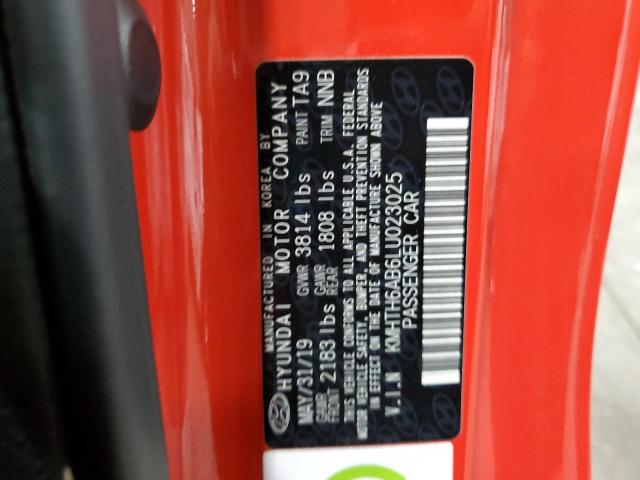 MANUFACTURED IN KOREA BY
HYUNDAI MOTOR COMPANY
MAY/31/19 GVWR 3814 lbs PAINT TA9
GAWR FRONT 2183 lbs GAWR REAR 1808 lbs TRIM NNB
THIS VEHICLE CONFORMS TO ALL APPLICABLE U.S.A. FEDERAL
MOTOR VEHICLE SAFETY, BUMPER, AND THEFT PREVENTION STANDARDS
IN EFFECT ON THE DATE OF MANUFACTURE SHOWN ABOVE
V.I.N KMHTH6AB6LU023025
PASSENGER CAR